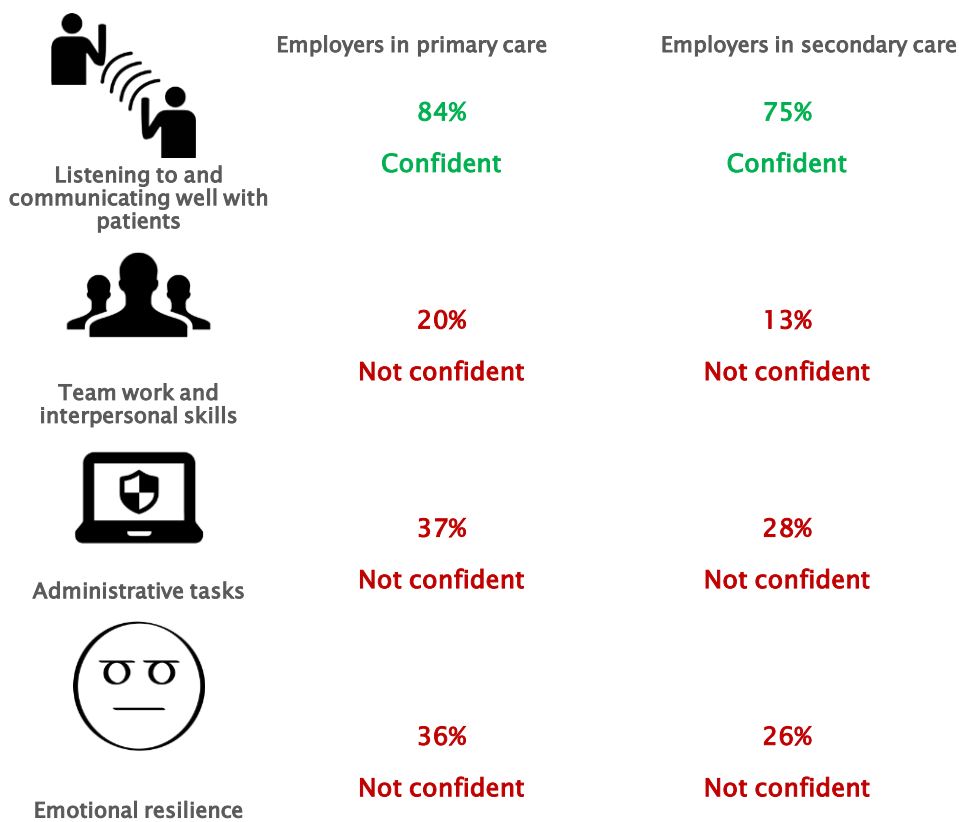 Employers in primary care
Employers in secondary care
84%
75%
Confident
Confident
Listening to and
communicating well with
patients
20%
13%
Not confident
Not confident
Team work and
interpersonal skills
37%
28%
Not confident
Not confident
Administrative tasks
36%
26%
Not confident
Not confident
Emotional resilience